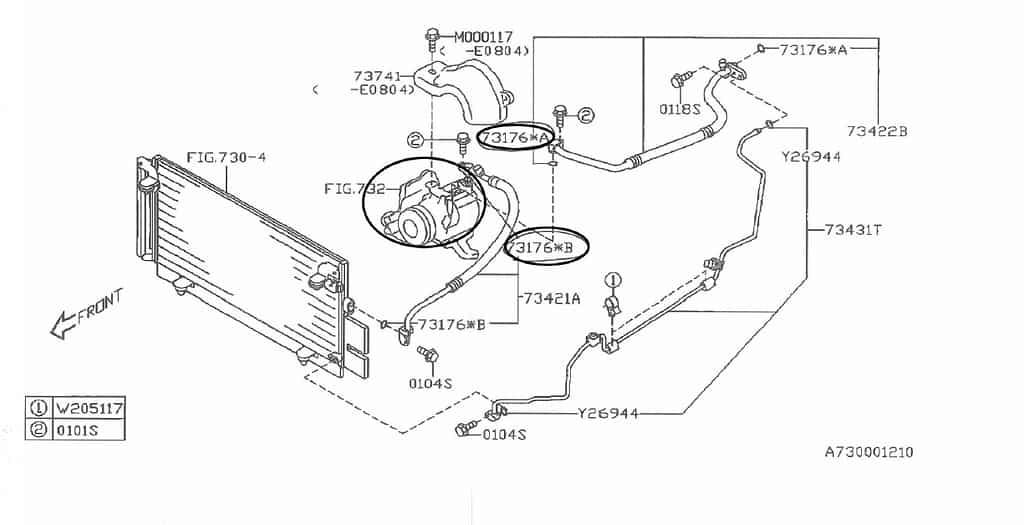 M000117
( -E0804)
73741
( -E0804)
73176*A
0118S
73422B
②
②
73176*A
Y26944
FIG.730-4
FIG.732
73431T
73176*B
①
73421A
FRONT
73176*B
0104S
① W205117
② 0101S
Y26944
0104S
A730001210